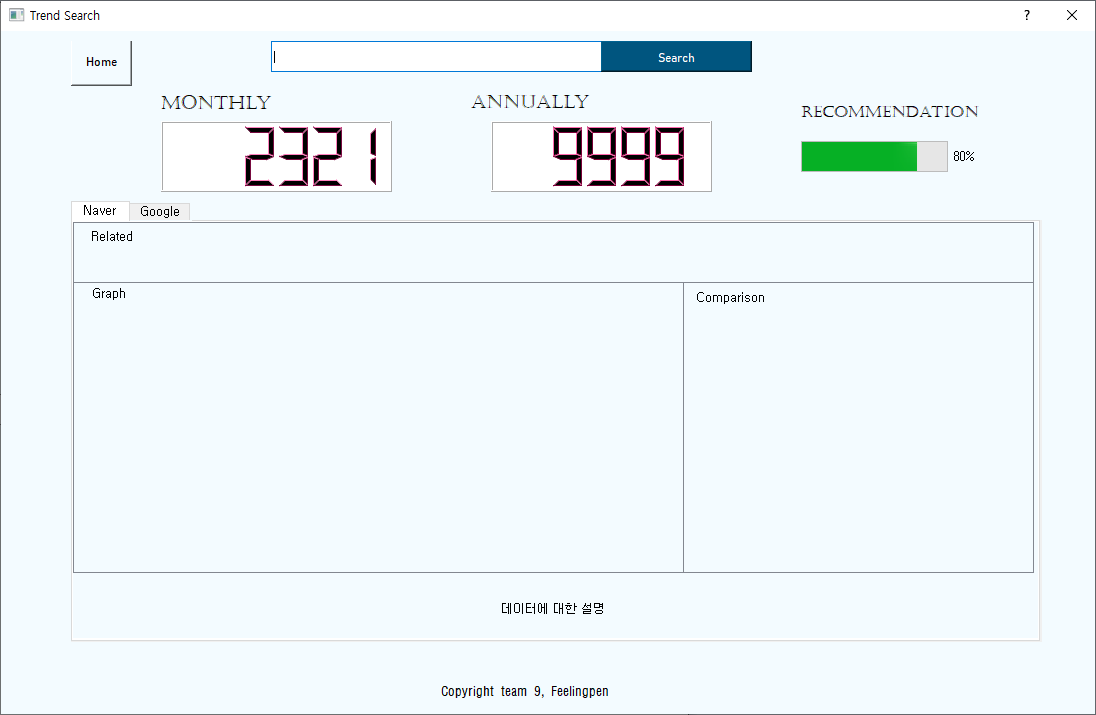 Trend Search
?
Home
Search
MONTHLY
ANNUALLY
RECOMMENDATION
2321
9999
80%
Naver
Google
Related
Graph
Comparison
데이터에 대한 설명
Copyright team 9, Feelingpen